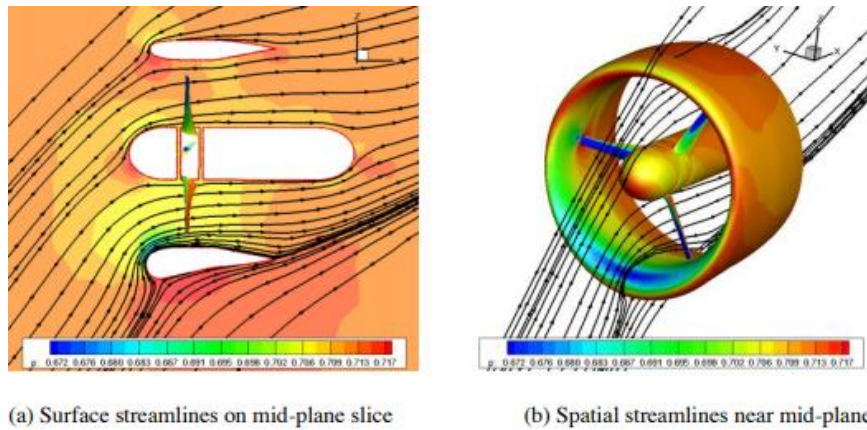 Z
X
p: 0.672 0.676 0.680 0.683 0.687 0.691 0.695 0.698 0.702 0.706 0.709 0.713 0.717
(a) Surface streamlines on mid-plane slice
Z
Y
X
p: 0.672 0.676 0.680 0.683 0.687 0.691 0.695 0.698 0.702 0.706 0.709 0.713 0.717
(b) Spatial streamlines near mid-plane